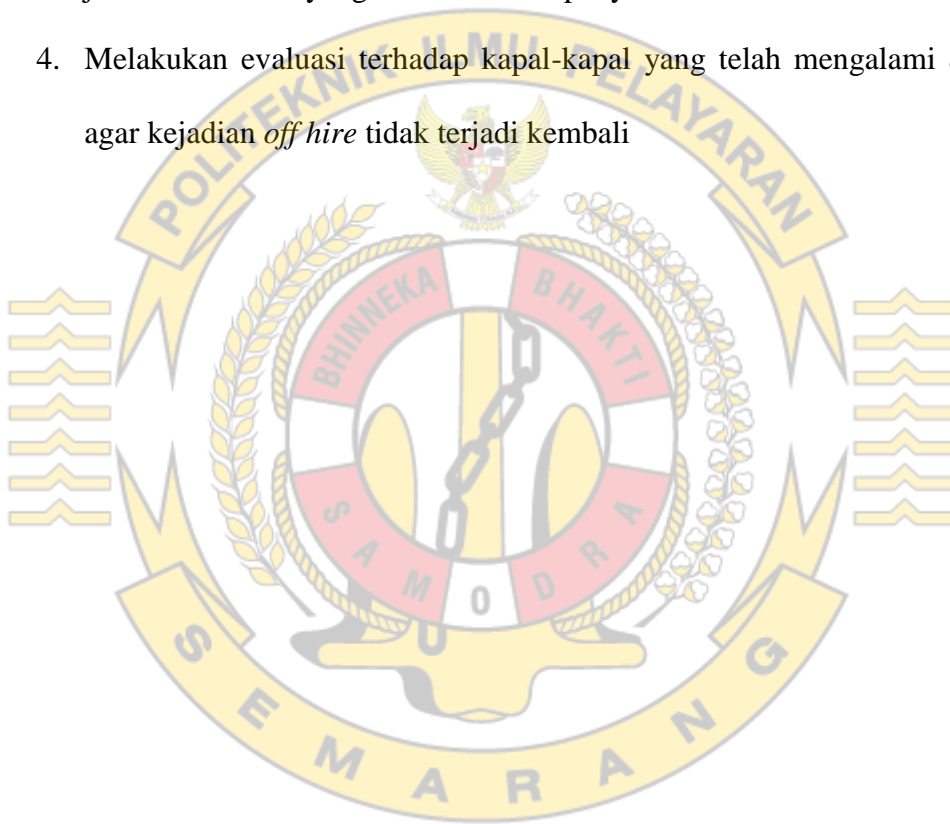 4. Melakukan evaluasi terhadap kapal-kapal yang telah mengalami
agar kejadian off hire tidak terjadi kembali
POLITEKNIK ILMU PELAYARAN
BHINNEKA BHAKTI
SAMODRA
SEMARANG